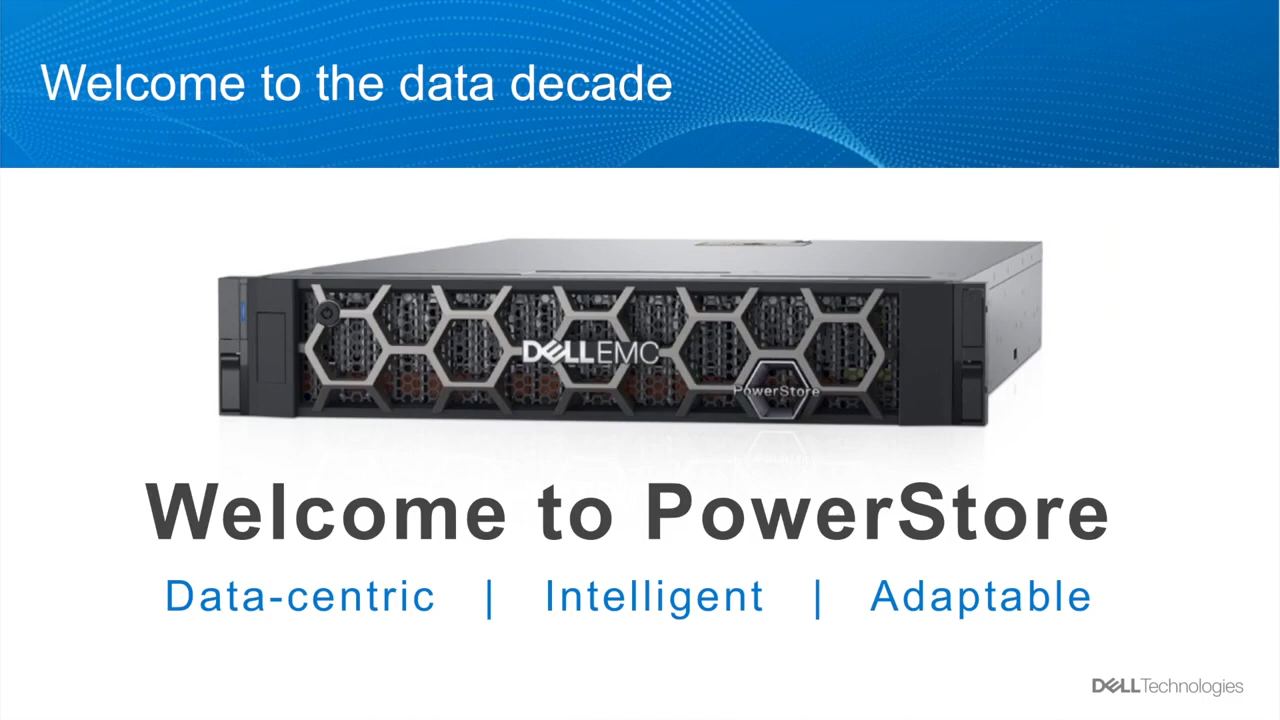 Welcome to the data decade
DELLEMC
PowerStore
Welcome to PowerStore
Data-centric | Intelligent | Adaptable
DELLTechnologies